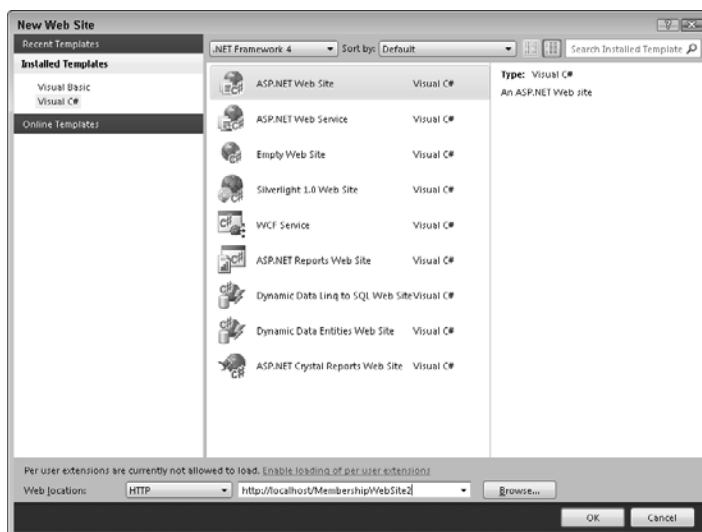 New Web Site
Recent Templates
.NET Framework 4 Sort by: Default Search Installed Template
Installed Templates
Visual Basic
Visual C#
Online Templates
ASP.NET Web Site Visual C#
ASP.NET Web Service Visual C#
Empty Web Site Visual C#
Silverlight 1.0 Web Site Visual C#
WCF Service Visual C#
ASP.NET Reports Web Site Visual C#
Dynamic Data Linq to SQL Web Site Visual C#
Dynamic Data Entities Web Site Visual C#
ASP.NET Crystal Reports Web Site Visual C#
Type: Visual C#
An ASP.NET Web site
Per user extensions are currently not allowed to load. Enable loading of per user extensions
Web location: HTTP http://localhost/MembershipWebSite2 Browse...
OK Cancel